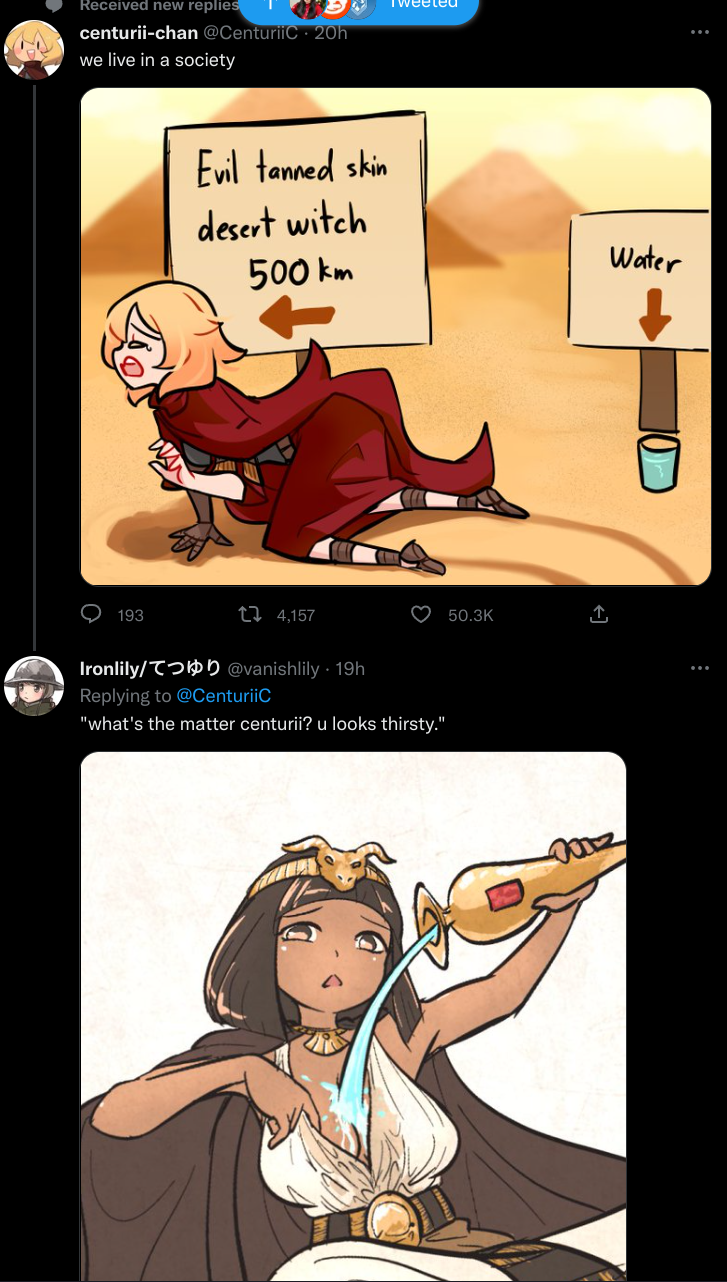 Received new replies
Tweeted
centurii-chan @CenturiiC · 20h
we live in a society
Evil tanned skin
desert witch
500 km
Water
193
4,157
50.3K
Ironlily/てつゆり @vanishlily · 19h
Replying to @CenturiiC
"what's the matter centurii? u looks thirsty."